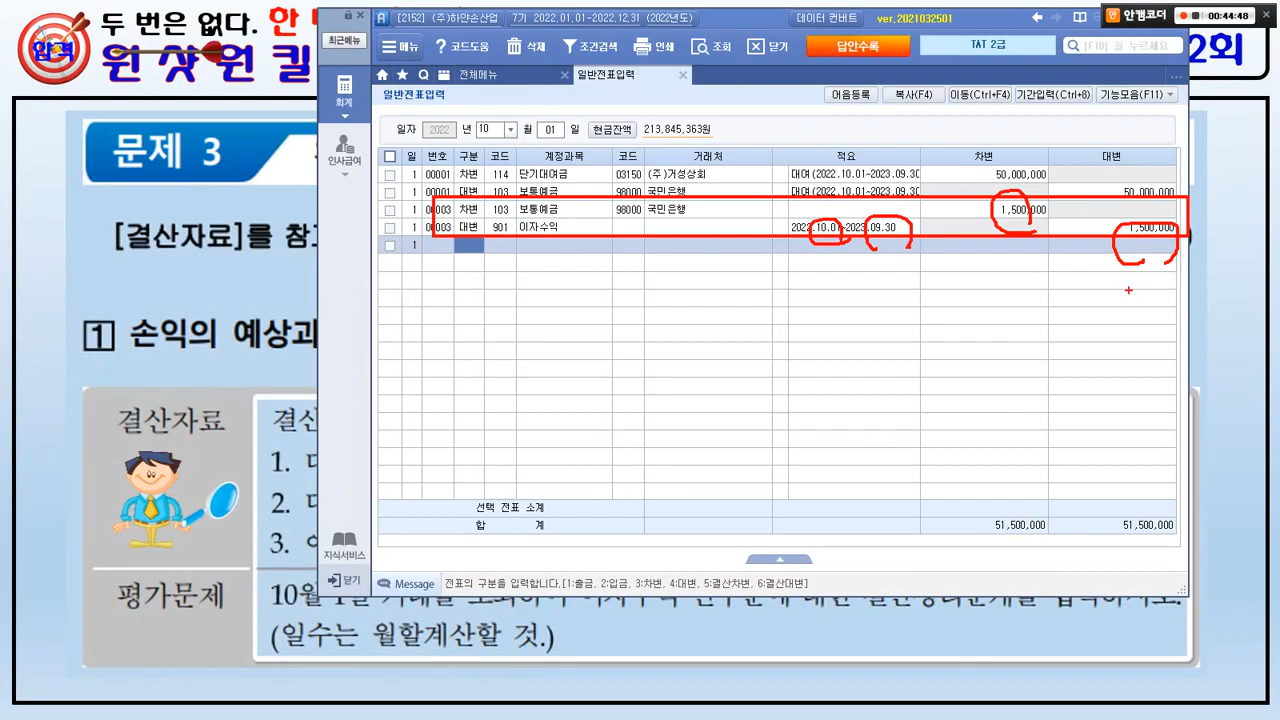 두 번은 없다. 한
압격
원 샷 원 킬
2회
안캠코더
00:44:48
[2152] (주)하안손산업 7기 2022.01.01~2022.12.31 (2022년도) 데이터 컨버트 ver.2021032501
최근메뉴
메뉴 ? 코드도움 삭제 조건검색 인쇄 조회 닫기 답안수록 TAT 2급 [F10] 을 누르세요
전체메뉴 일반전표입력
일반전표입력 어음등록 복사(F4) 이동(Ctrl+F4) 기간입력(Ctrl+8) 기능모음(F11)
회계
인사급여
지식서비스
닫기
일자 2022 년 10 월 01 일 현금잔액 213,845,363원
일 번호 구분 코드 계정과목 코드 거래처 적요 차변 대변
1 00001 차변 114 단기대여금 03150 (주)거성상회 대여(2022.10.01~2023.09.30 50,000,000
1 00001 대변 103 보통예금 98000 국민은행 대여(2022.10.01~2023.09.30 50,000,000
1 00003 차변 103 보통예금 98000 국민은행 1,500,000
1 00003 대변 901 이자수익 2022.10.01~2023.09.30 1,500,000
1
선택 전표 소계
합 계 51,500,000 51,500,000
Message 전표의 구분을 입력합니다.[1:출금, 2:입금, 3:차변, 4:대변, 5:결산차변, 6:결산대변]
문제 3
[결산자료]를 참고
1 손익의 예상과
결산자료
결산
1.
2.
3.
평가문제
(일수는 월할계산할 것.)